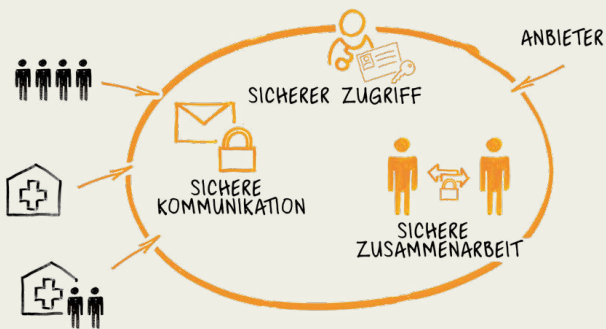 ANBIETER
SICHERER ZUGRIFF
SICHERE
KOMMUNIKATION
SICHERE
ZUSAMMENARBEIT